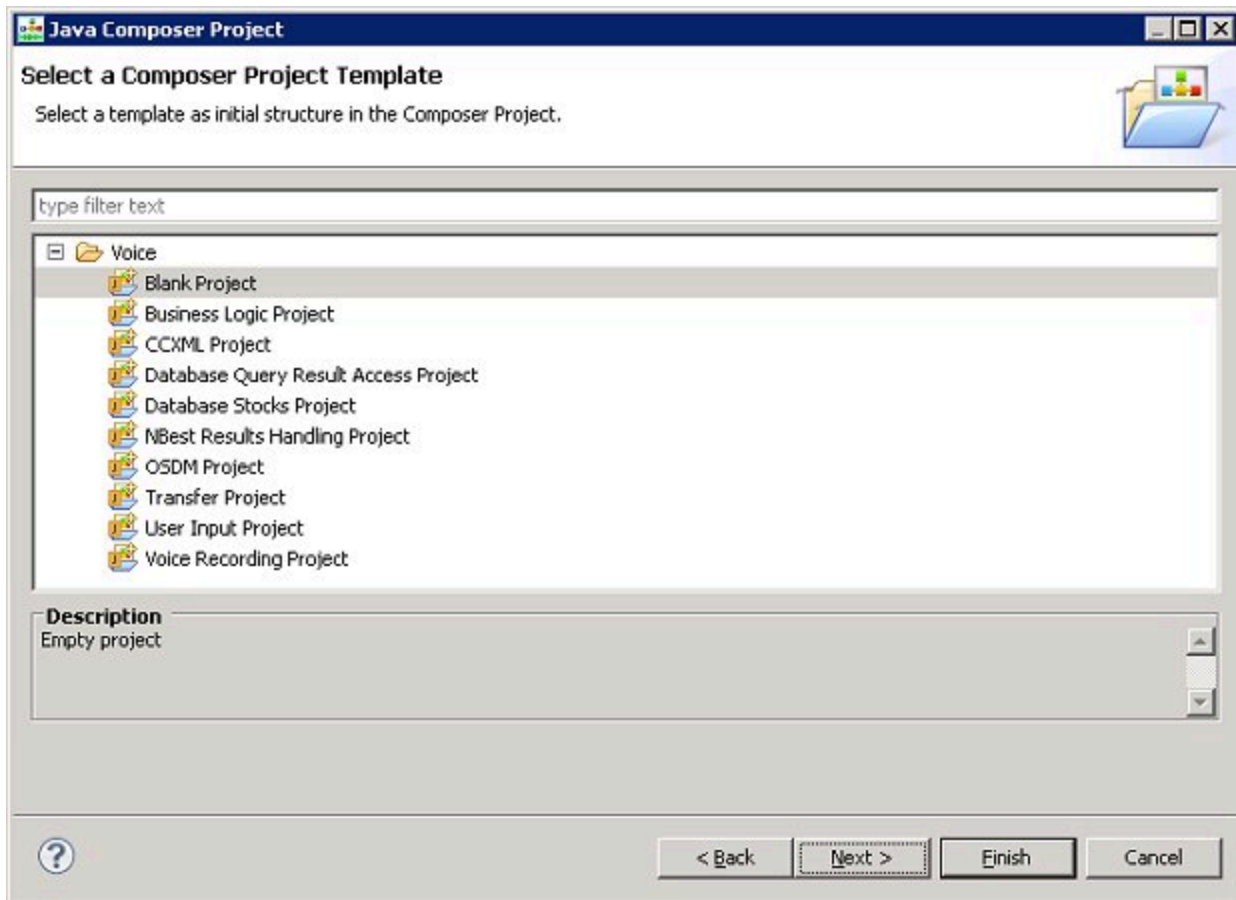 Java Composer Project
Select a Composer Project Template
Select a template as initial structure in the Composer Project.
type filter text
Voice
Blank Project
Business Logic Project
CCXML Project
Database Query Result Access Project
Database Stocks Project
NBest Results Handling Project
OSDM Project
Transfer Project
User Input Project
Voice Recording Project
Description
Empty project
?
< Back Next > Finish Cancel